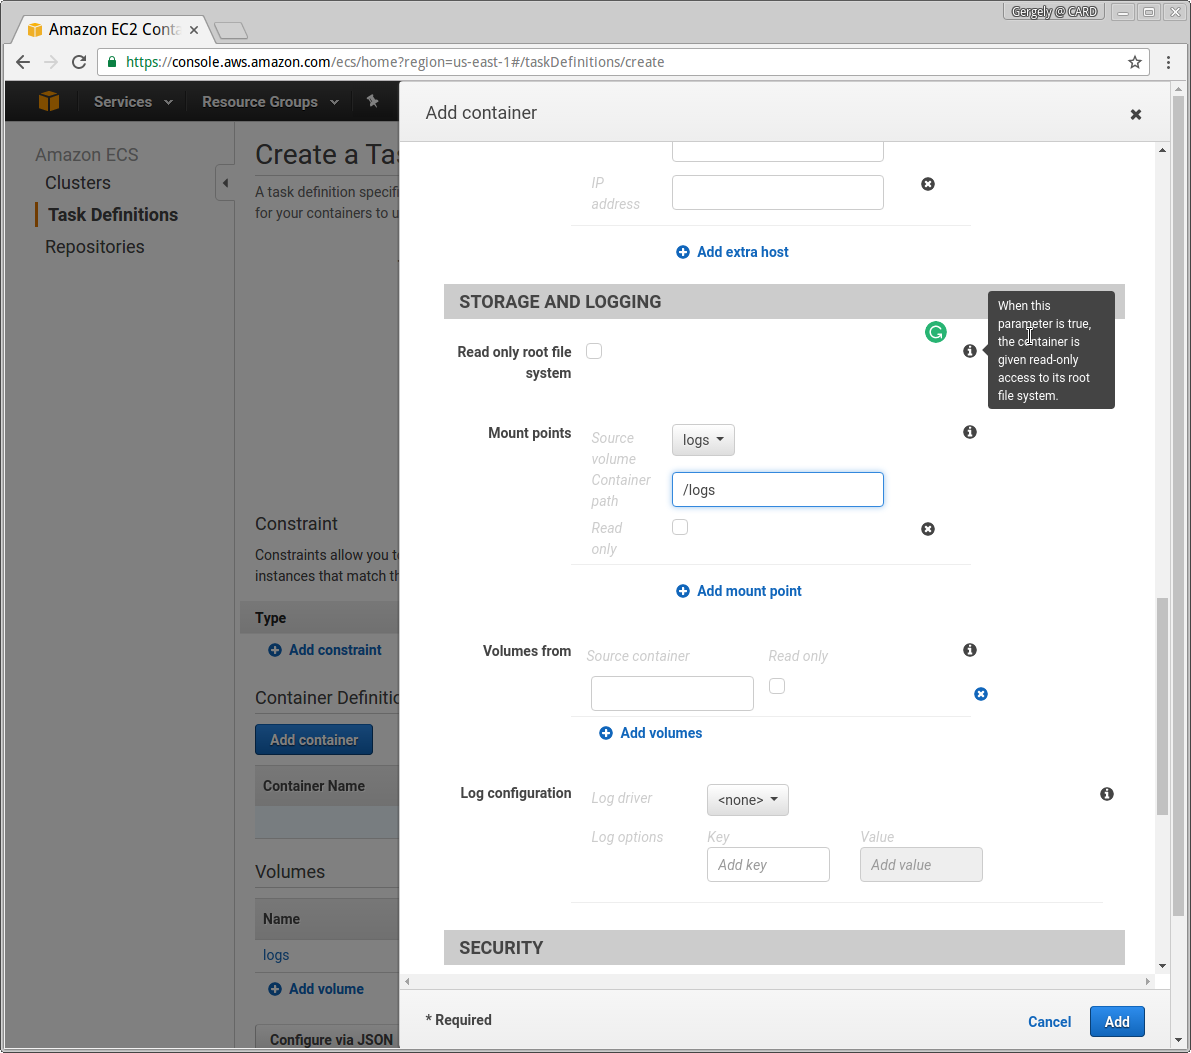 Gergely @ CARD
Amazon EC2 Conta
https://console.aws.amazon.com/ecs/home?region=us-east-1#/taskDefinitions/create
Services
Resource Groups
Amazon ECS
Clusters
Task Definitions
Repositories
Create a Ta
A task definition specifi
for your containers to u
Constraint
Constraints allow you t
instances that match th
Type
Add constraint
Container Definitio
Add container
Container Name
Volumes
Name
logs
Add volume
Configure via JSON
Add container
IP
address
Add extra host
STORAGE AND LOGGING
When this
parameter is true,
the container is
given read-only
access to its root
file system.
Read only root file
system
Mount points
Source
volume
logs
Container
path
/logs
Read
only
Add mount point
Volumes from
Source container
Read only
Add volumes
Log configuration
Log driver
<none>
Log options
Key
Value
Add key
Add value
SECURITY
* Required
Cancel
Add